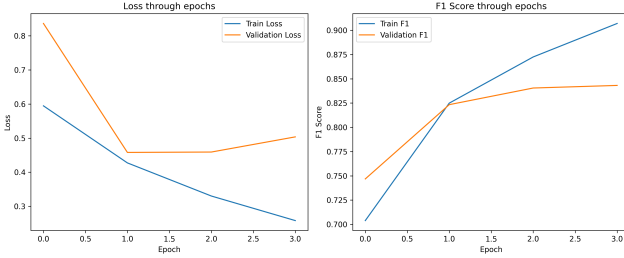 Loss through epochs
Train Loss
Validation Loss
0.8
0.7
0.6
0.5
0.4
0.3
Loss
0.0 0.5 1.0 1.5 2.0 2.5 3.0
Epoch
F1 Score through epochs
Train F1
Validation F1
0.900
0.875
0.850
0.825
0.800
0.775
0.750
0.725
0.700
F1 Score
0.0 0.5 1.0 1.5 2.0 2.5 3.0
Epoch